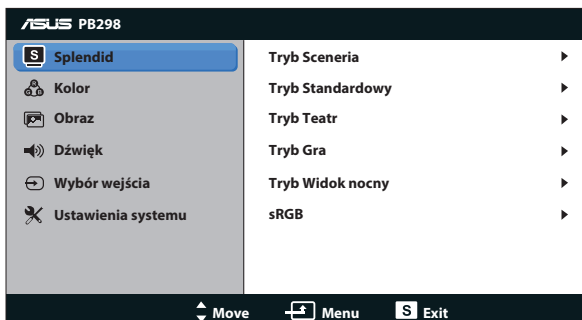 ASUS PB298
S Splendid
Kolor
Obraz
Dźwięk
Wybór wejścia
Ustawienia systemu
Tryb Sceneria
Tryb Standardowy
Tryb Teatr
Tryb Gra
Tryb Widok nocny
sRGB
Move Menu S Exit